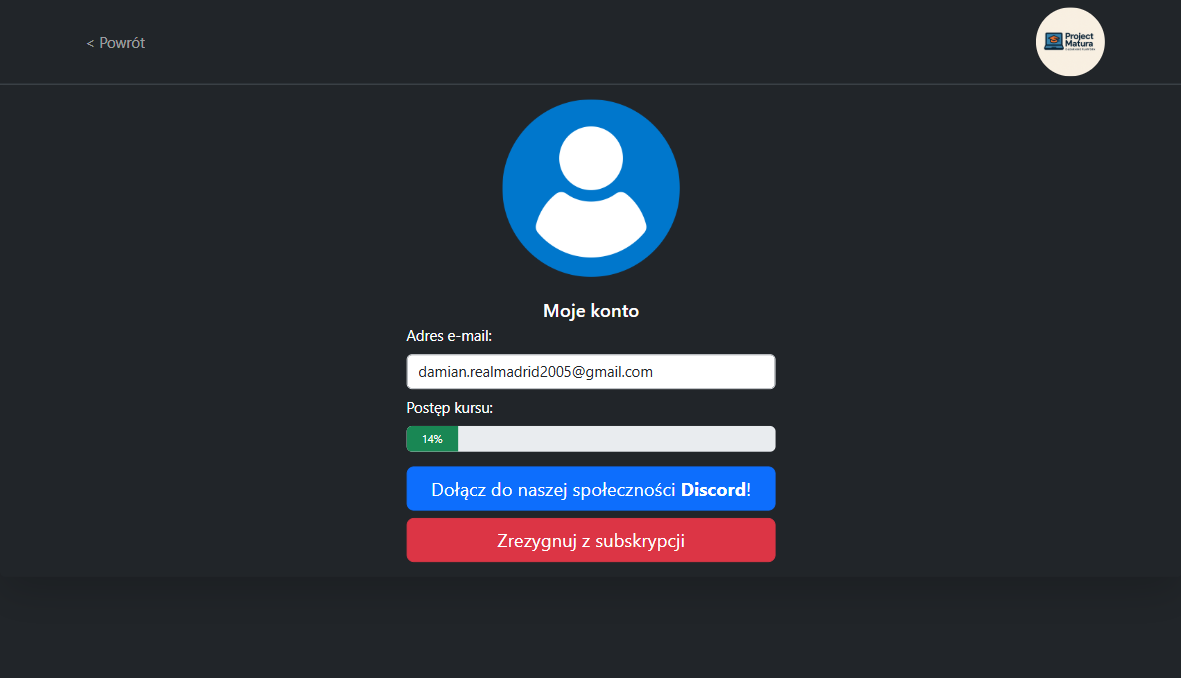 < Powrót
Project
Matura
Moje konto
Adres e-mail:
damian.realmadrid2005@gmail.com
Postęp kursu:
14%
Dołącz do naszej społeczności Discord!
Zrezygnuj z subskrypcji